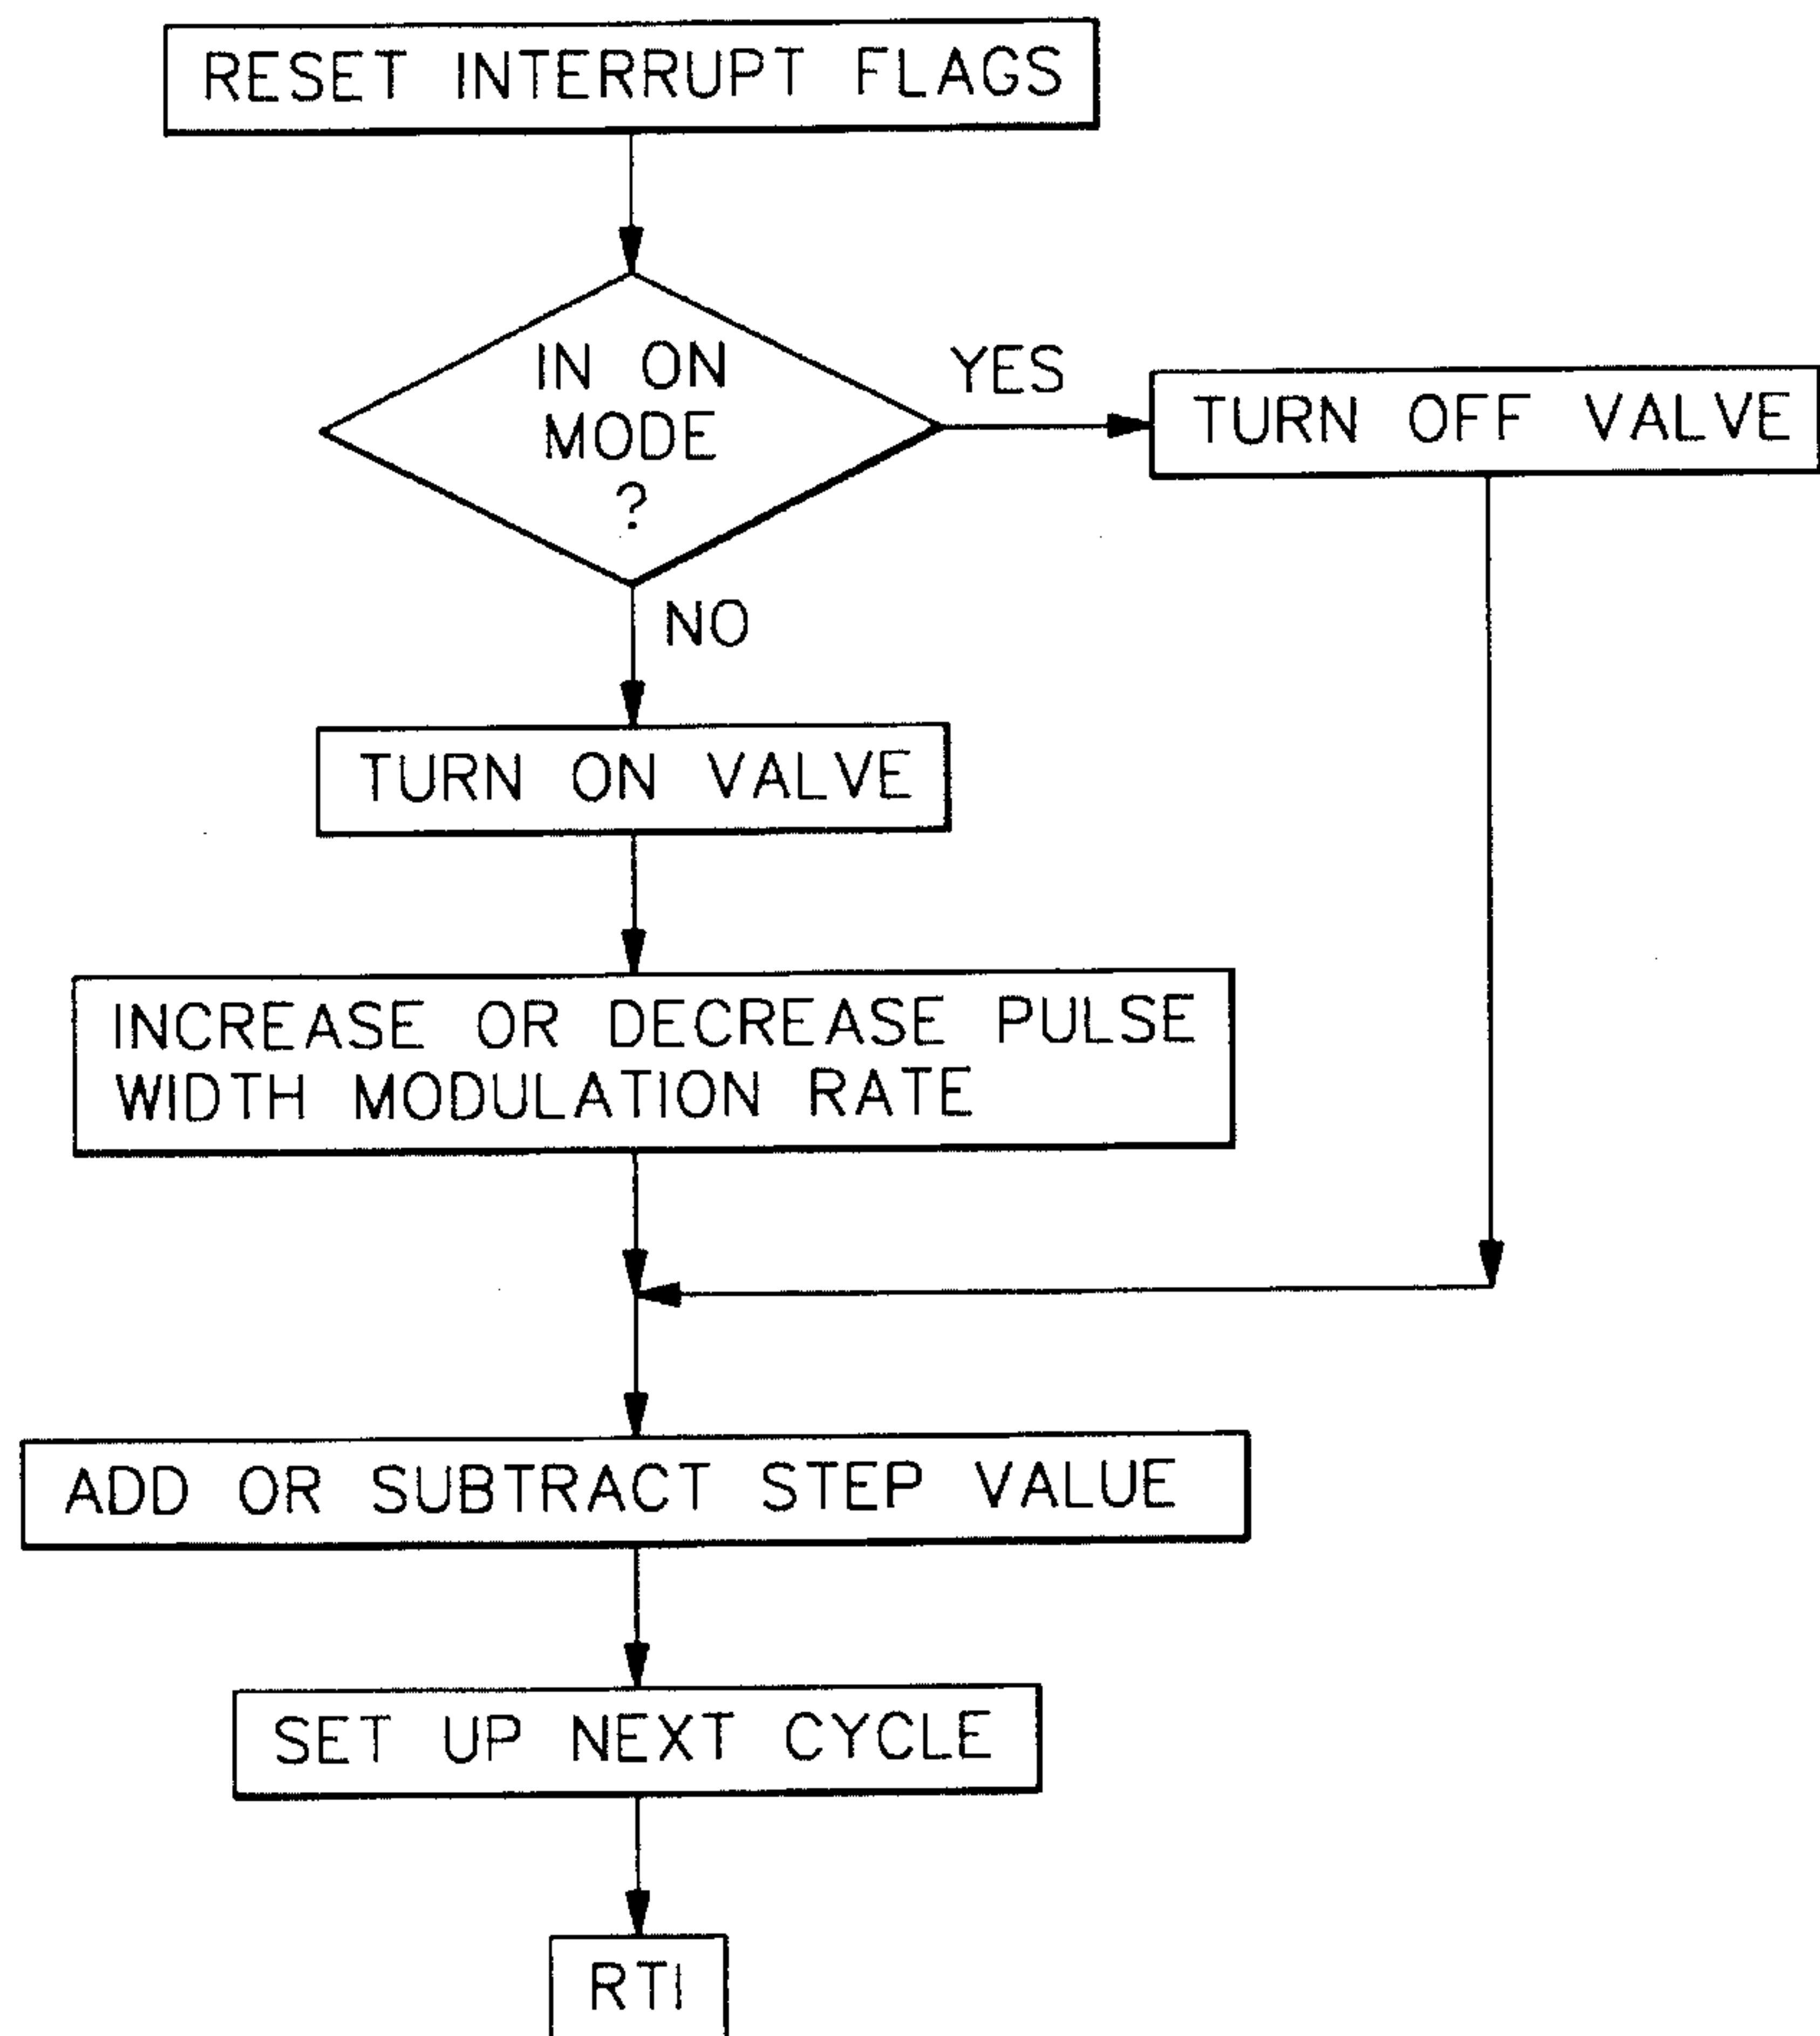 RESET INTERRUPT FLAGS
IN ON
MODE
?
YES
TURN OFF VALVE
NO
TURN ON VALVE
INCREASE OR DECREASE PULSE
WIDTH MODULATION RATE
ADD OR SUBTRACT STEP VALUE
SET UP NEXT CYCLE
RTI